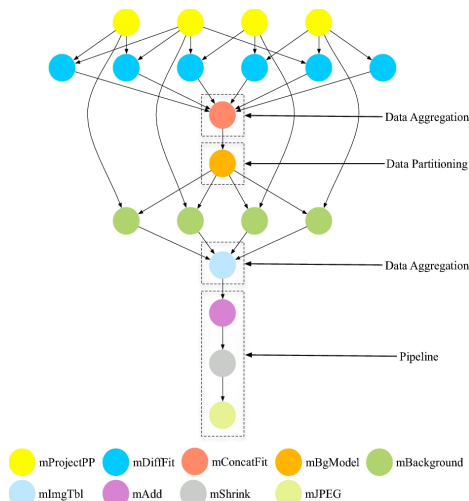 Data Aggregation
Data Partitioning
Data Aggregation
Pipeline
mProjectPP mDiffFit mConcatFit mBgModel mBackground
mImgTbl mAdd mShrink mJPEG